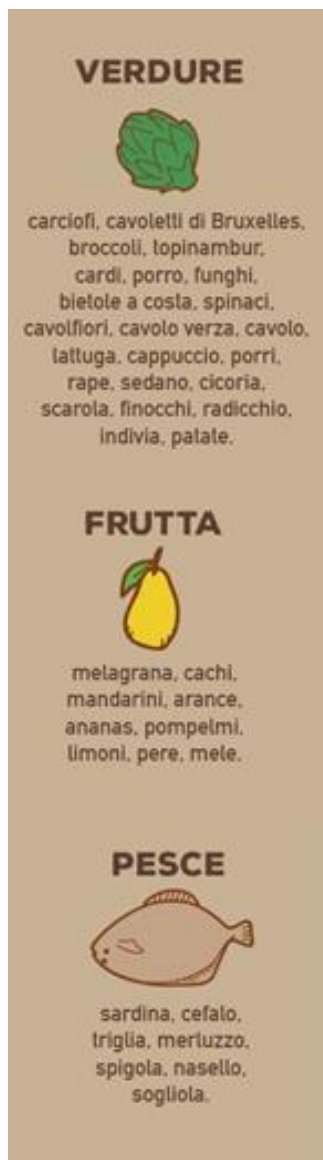 VERDURE
carciofi, cavoletti di Bruxelles,
broccoli, topinambur,
cardi, porro, funghi,
bietole a costa, spinaci,
cavolfiori, cavolo verza, cavolo,
lattuga, cappuccio, porri,
rape, sedano, cicoria,
scarola, finocchi, radicchio,
indivia, patate.
FRUTTA
melagrana, cachi,
mandarini, arance,
ananas, pompelmi,
limoni, pere, mele.
PESCE
sardina, cefalo,
triglia, merluzzo,
spigola, nasello,
sogliola.